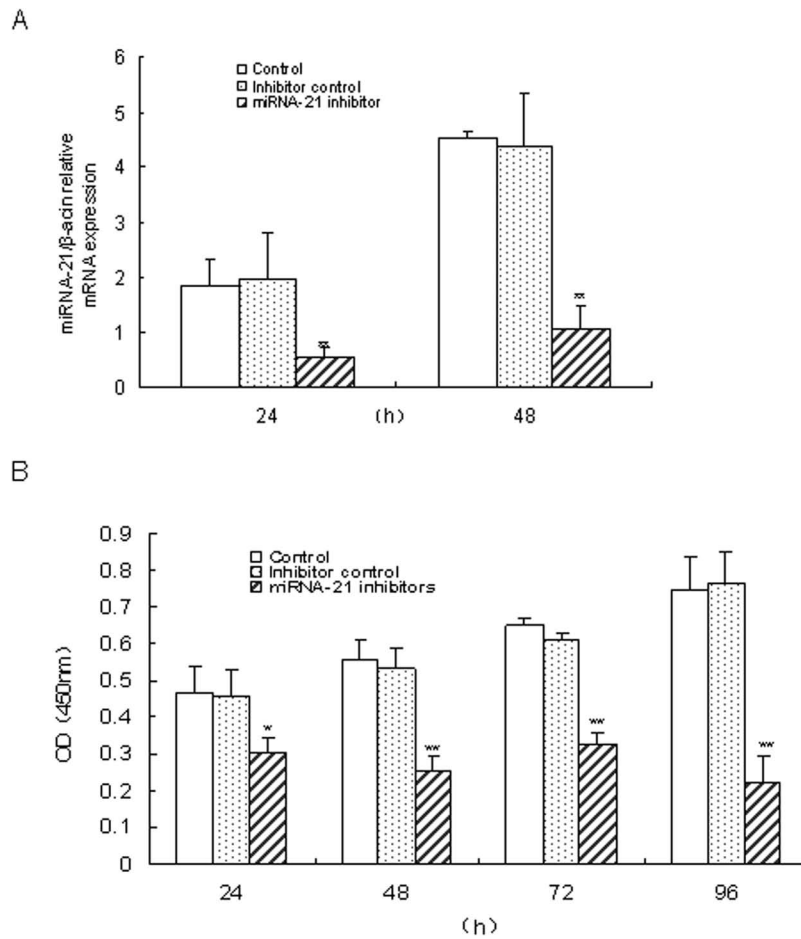 A
6
5
4
3
2
1
0
miRNA-21/β-acin relative
mRNA expression
Control
Inhibitor control
miRNA-21 inhibitor
**
**
24 (h) 48
B
0.9
0.8
0.7
0.6
0.5
0.4
0.3
0.2
0.1
0
OD (450nm)
Control
Inhibitor control
miRNA-21 inhibitors
*
**
**
**
24 48 72 96
(h)